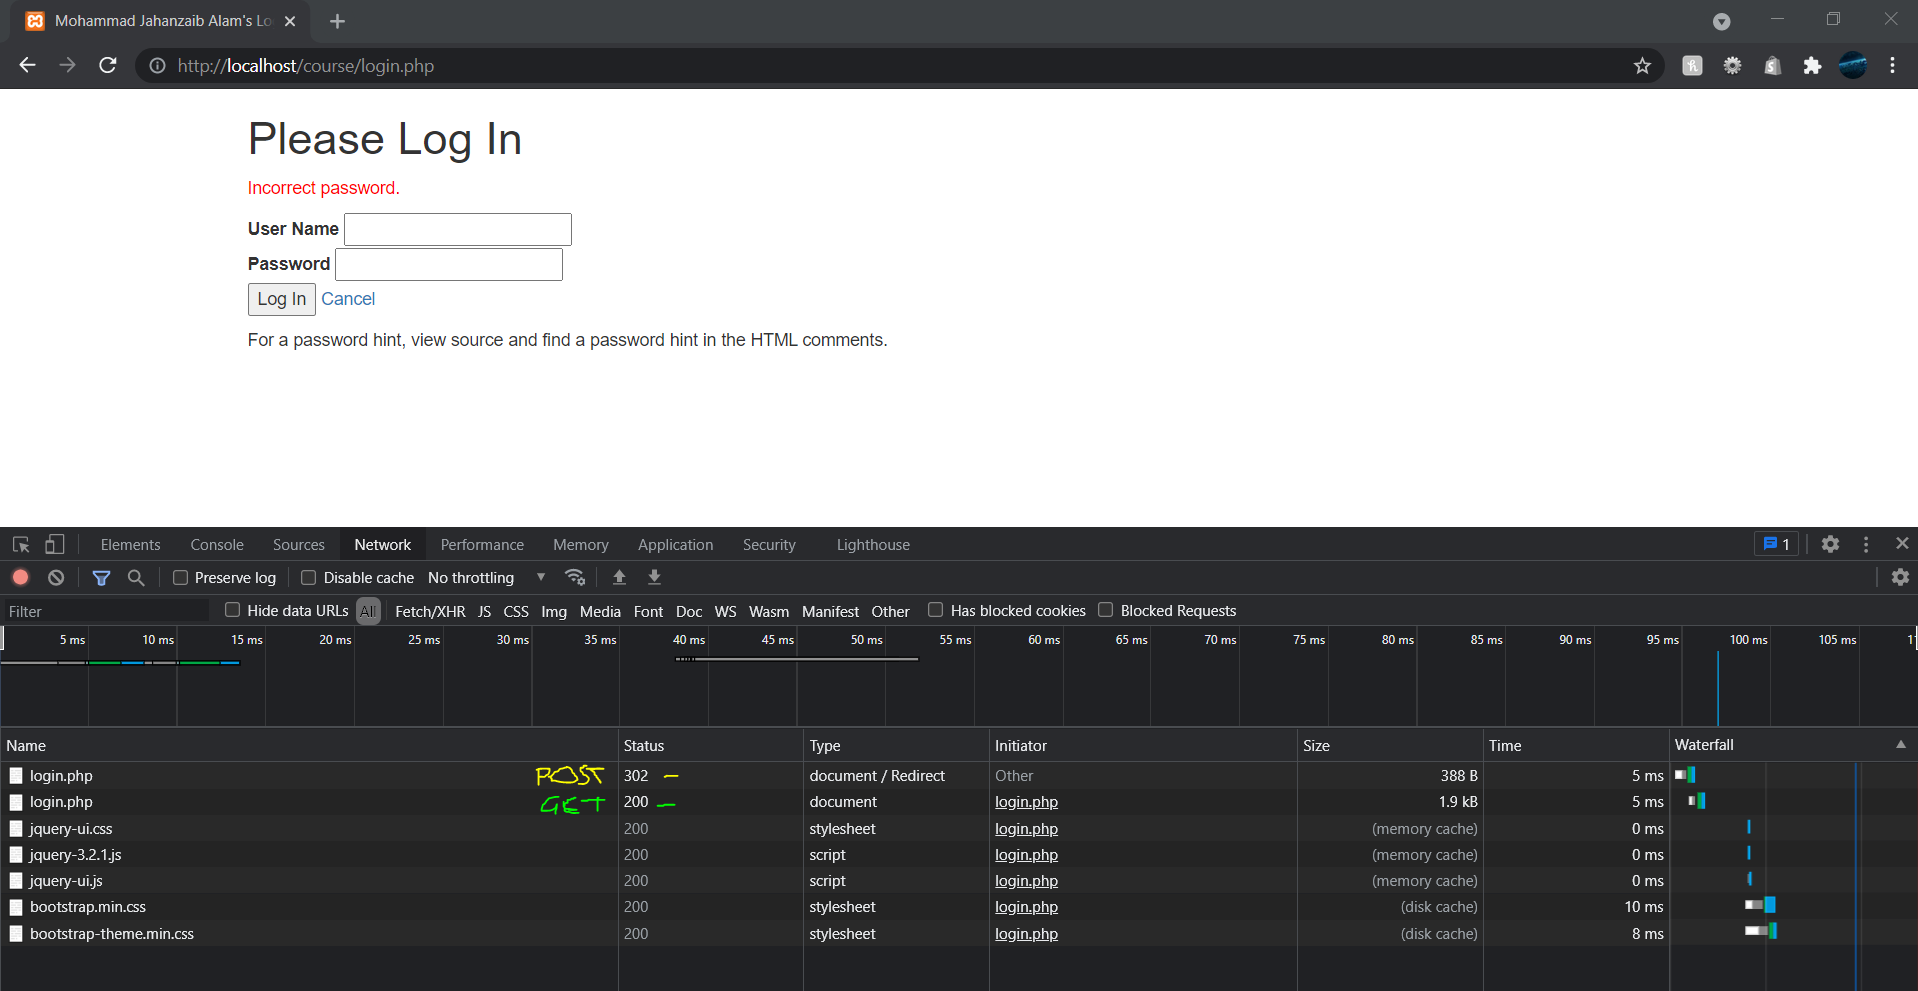 Mohammad Jahanzaib Alam's Lo
http://localhost/course/login.php
Please Log In
Incorrect password.
User Name
Password
Log In Cancel
For a password hint, view source and find a password hint in the HTML comments.
Elements Console Sources Network Performance Memory Application Security Lighthouse 1
Preserve log Disable cache No throttling
Filter Hide data URLs All Fetch/XHR JS CSS Img Media Font Doc WS Wasm Manifest Other Has blocked cookies Blocked Requests
5 ms 10 ms 15 ms 20 ms 25 ms 30 ms 35 ms 40 ms 45 ms 50 ms 55 ms 60 ms 65 ms 70 ms 75 ms 80 ms 85 ms 90 ms 95 ms 100 ms 105 ms
Name Status Type Initiator Size Time Waterfall
login.php POST 302 document / Redirect Other 388 B 5 ms
login.php GET 200 document login.php 1.9 kB 5 ms
jquery-ui.css 200 stylesheet login.php (memory cache) 0 ms
jquery-3.2.1.js 200 script login.php (memory cache) 0 ms
jquery-ui.js 200 script login.php (memory cache) 0 ms
bootstrap.min.css 200 stylesheet login.php (disk cache) 10 ms
bootstrap-theme.min.css 200 stylesheet login.php (disk cache) 8 ms